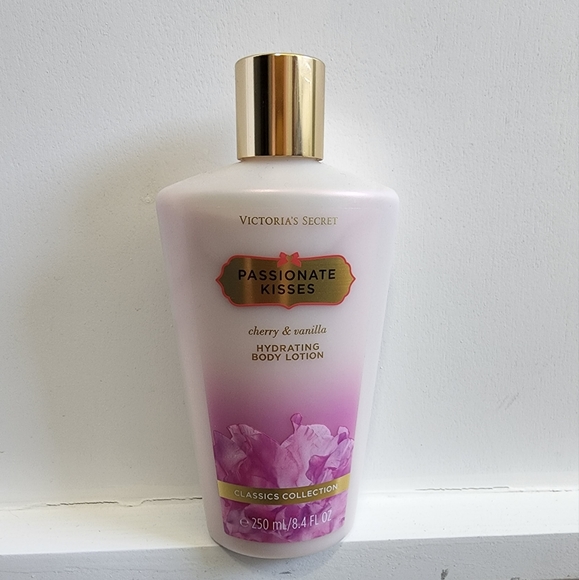 VICTORIA'S SECRET
PASSIONATE
KISSES
cherry & vanilla
HYDRATING
BODY LOTION
CLASSICS COLLECTION
℮ 250 mL/8.4 FL OZ